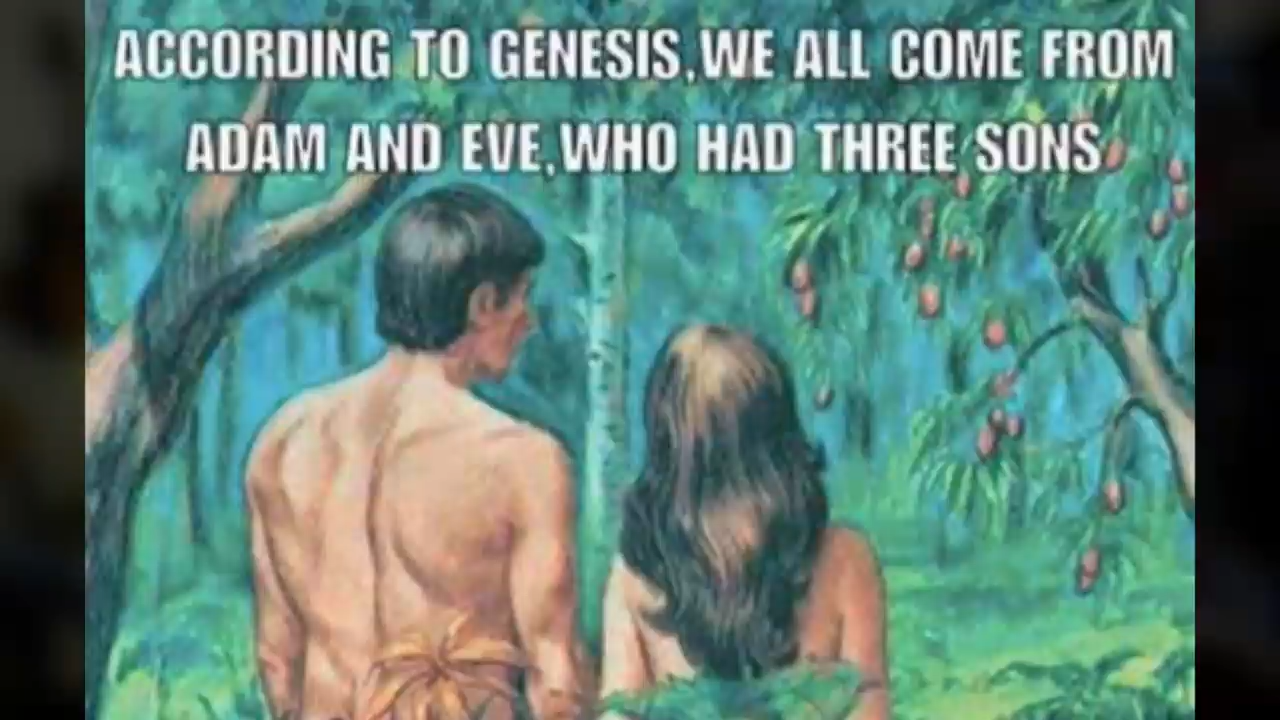 ACCORDING TO GENESIS,WE ALL COME FROM
ADAM AND EVE,WHO HAD THREE SONS